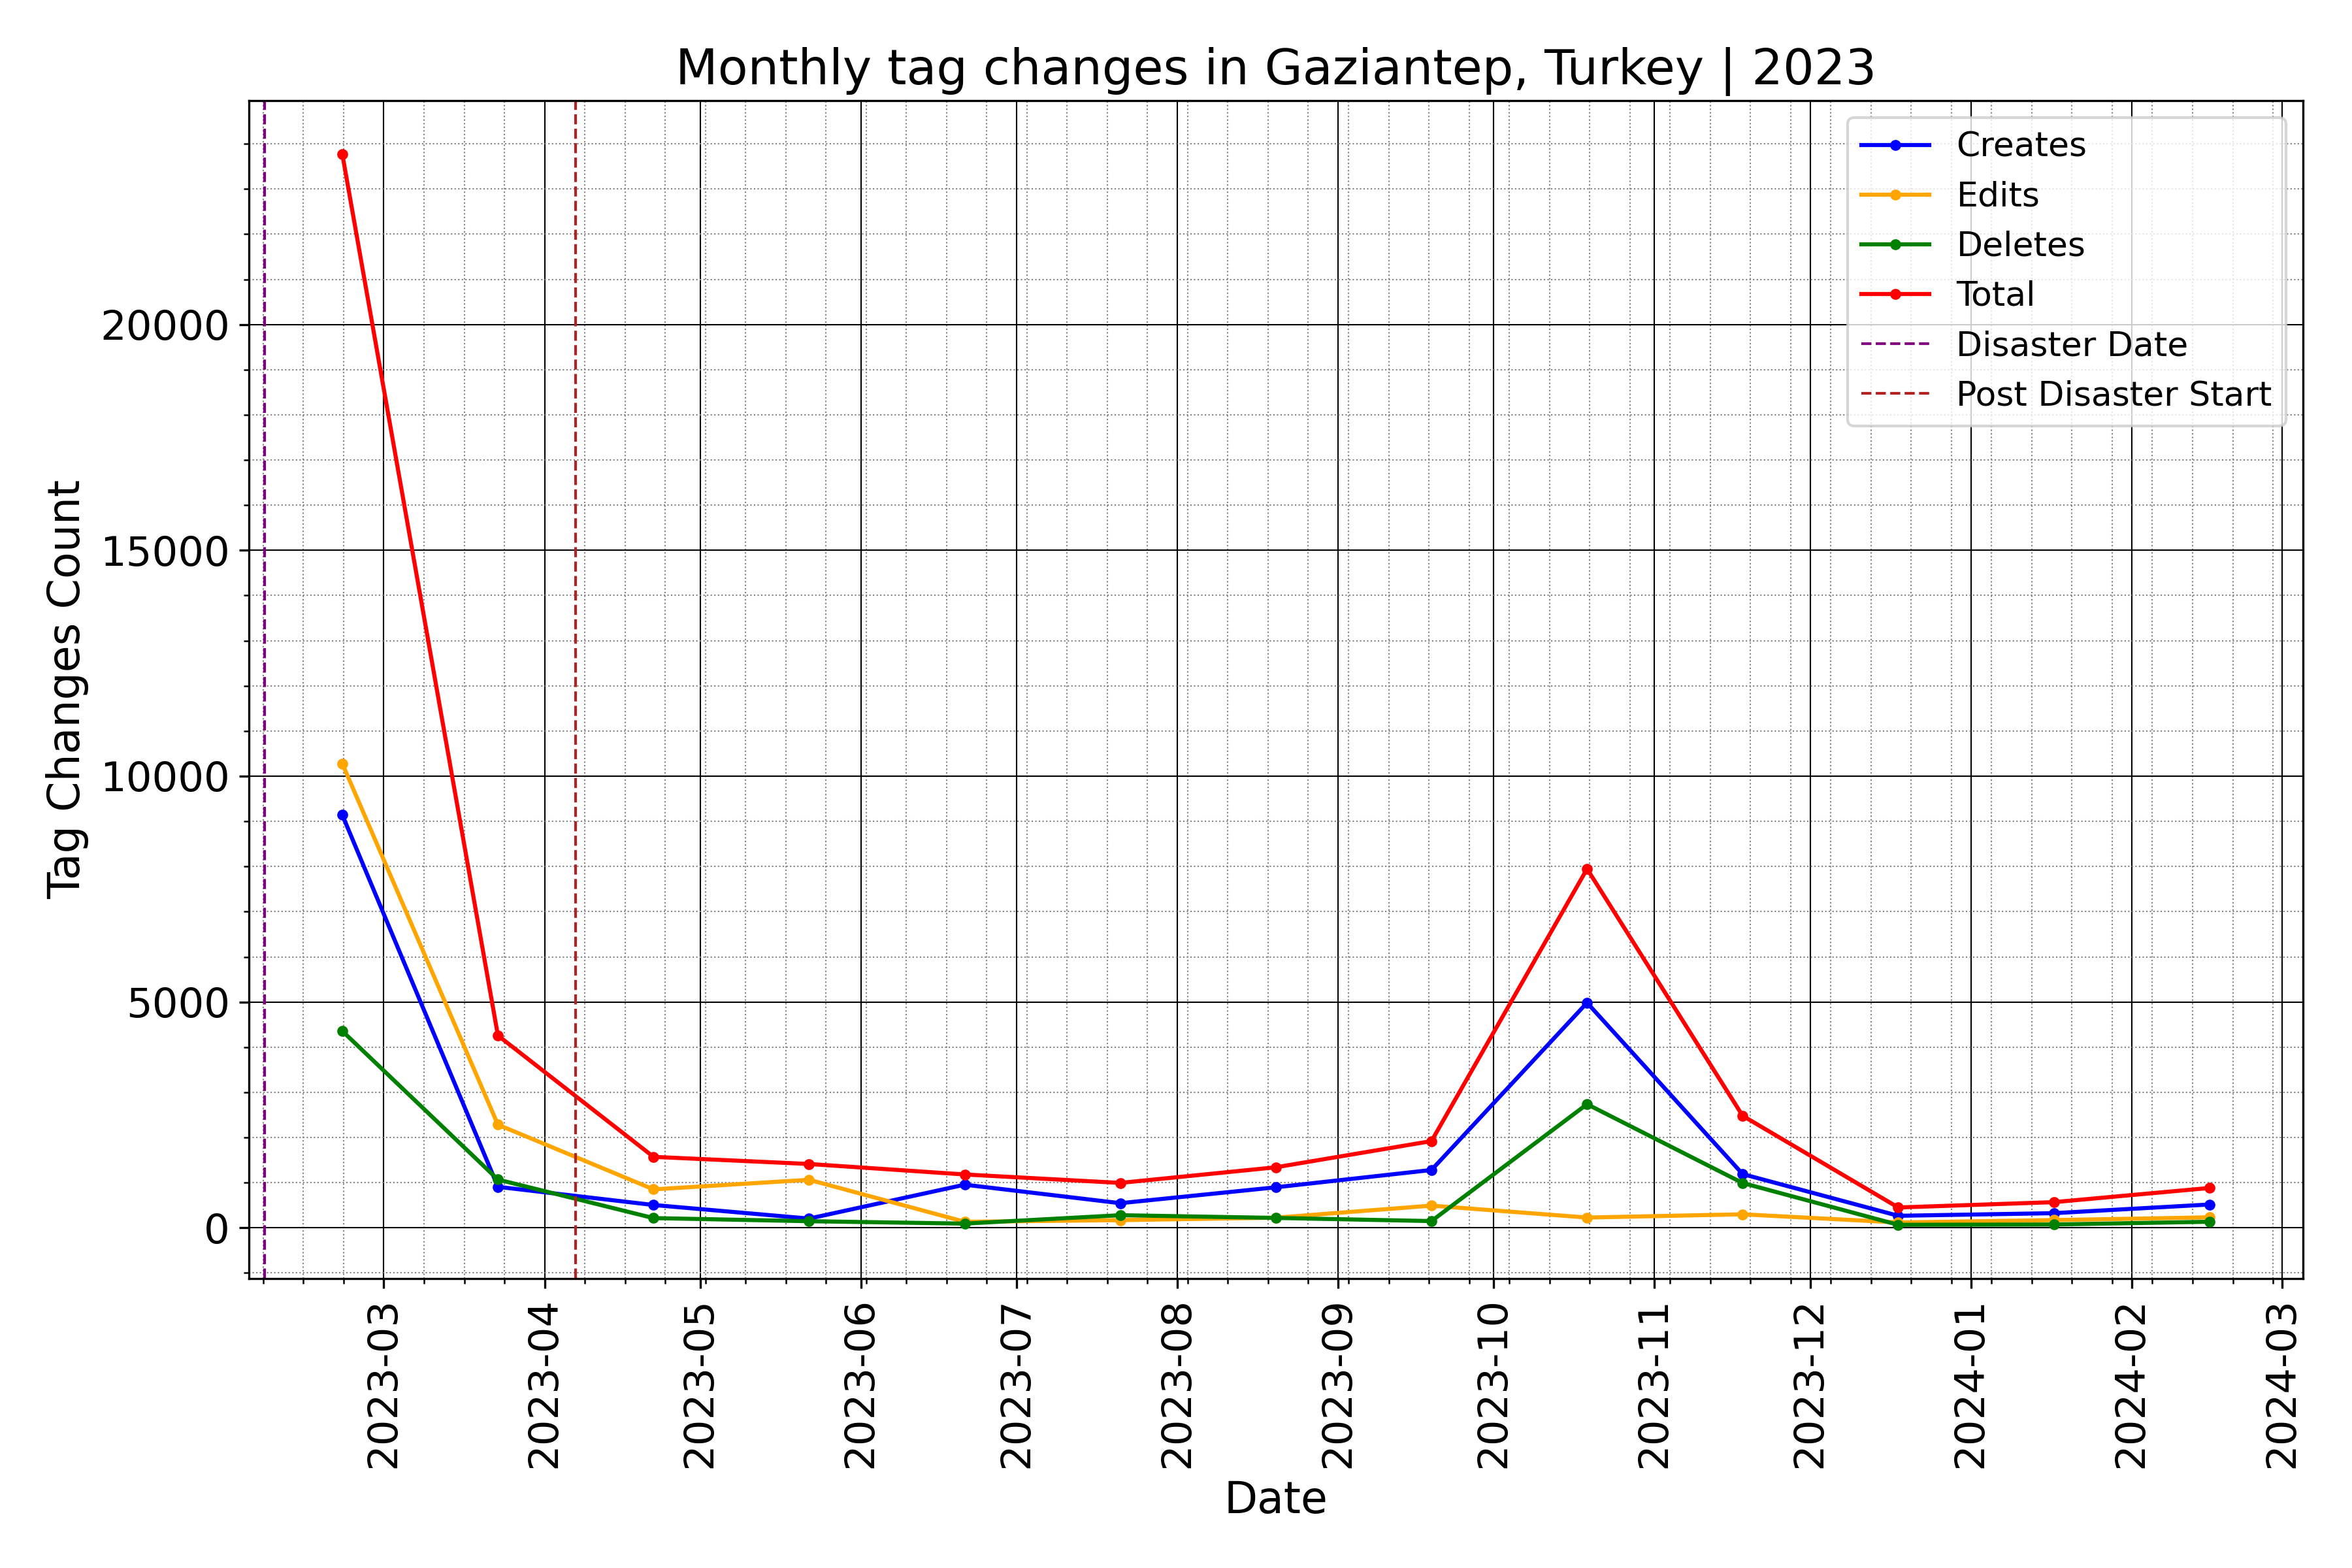 Monthly tag changes in Gaziantep, Turkey | 2023
Creates
Edits
Deletes
Total
Disaster Date
Post Disaster Start
Tag Changes Count
20000
15000
10000
5000
0
2023-03
2023-04
2023-05
2023-06
2023-07
2023-08
2023-09
2023-10
2023-11
2023-12
2024-01
2024-02
2024-03
Date